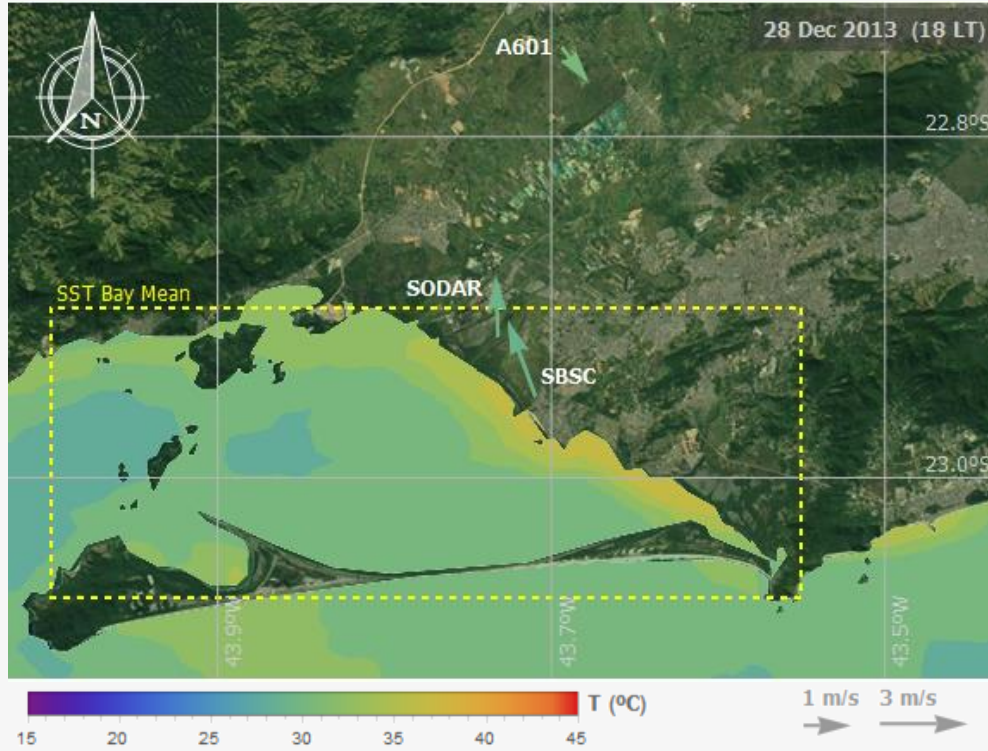 A601
28 Dec 2013 (18 LT)
N
22.8ºS
SST Bay Mean
SODAR
SBSC
23.0ºS
43.9ºW
43.7ºW
43.5ºW
15 20 25 30 35 40 45 T (ºC)
1 m/s 3 m/s